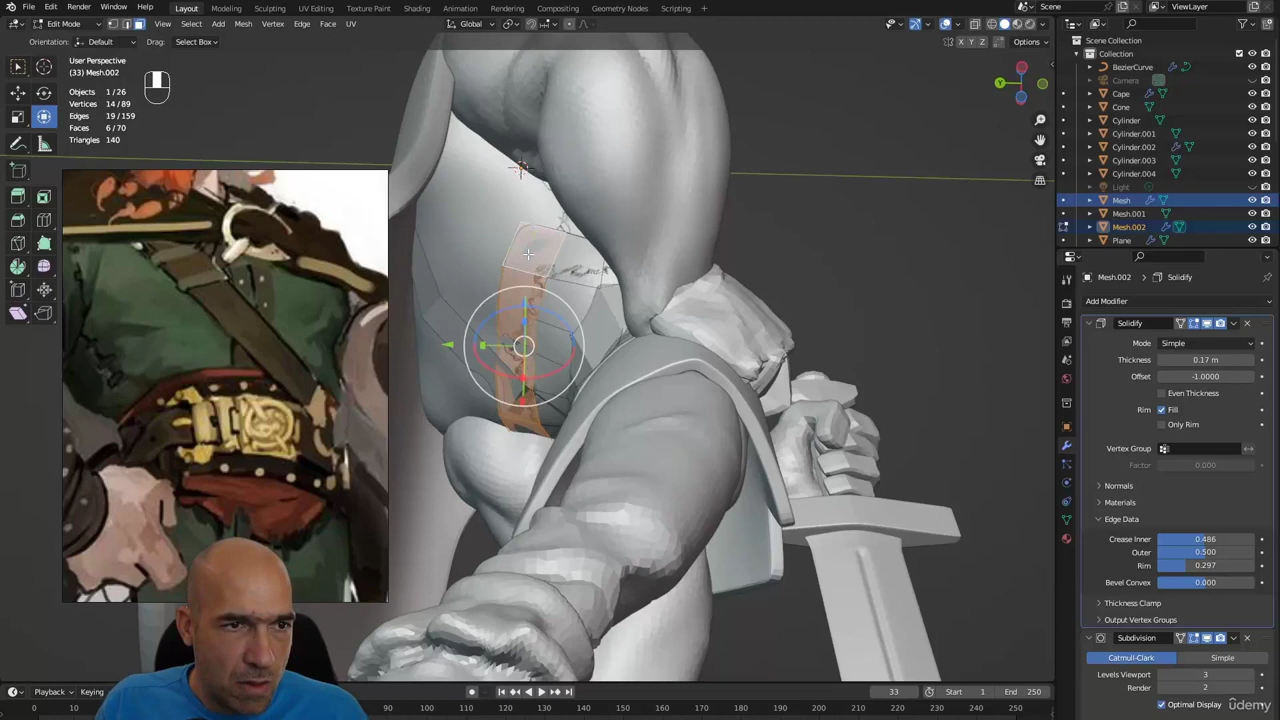 File Edit Render Window Help Layout Modeling Sculpting UV Editing Texture Paint Shading Animation Rendering Compositing Geometry Nodes Scripting Scene ViewLayer
Edit Mode View Select Add Mesh Vertex Edge Face UV Global
Orientation: Default Drag: Select Box X Y Z Options
User Perspective
(33) Mesh.002
Objects 1/26
Vertices 14/89
Edges 19/159
Faces 6/70
Triangles 140
Y
Scene Collection
Collection
BezierCurve
Camera
Cape
Cone
Cylinder
Cylinder.001
Cylinder.002
Cylinder.003
Cylinder.004
Light
Mesh
Mesh.001
Mesh.002
Plane
Mesh.002 > Solidify
Add Modifier
Solidify
Mode Simple
Thickness 0.17 m
Offset -1.0000
Even Thickness
Rim Fill
Only Rim
Vertex Group
Factor 0.000
Normals
Materials
Edge Data
Crease Inner 0.486
Outer 0.500
Rim 0.297
Bevel Convex 0.000
Thickness Clamp
Output Vertex Groups
Subdivision
Catmull-Clark Simple
Levels Viewport 3
Render 2
Optimal Display
Playback Keying 33 Start 1 End 250
50 100 150 200 250
ûdemy